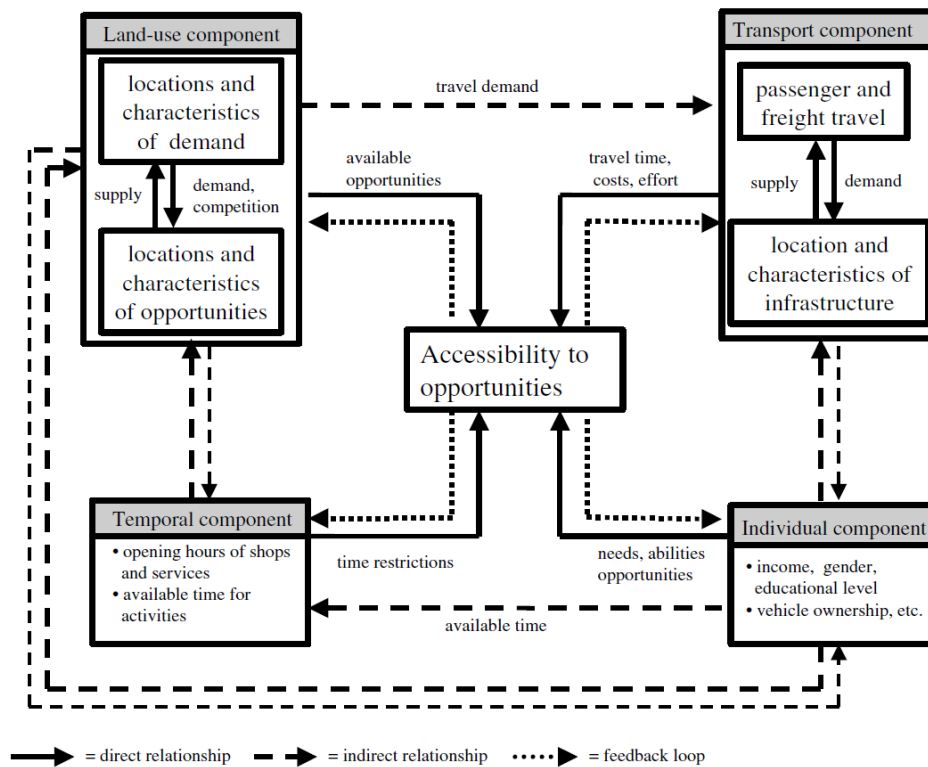 Land-use component
locations and
characteristics
of demand
supply
demand,
competition
locations and
characteristics
of opportunities
travel demand
available
opportunities
travel time,
costs, effort
Transport component
passenger and
freight travel
supply
demand
location and
characteristics of
infrastructure
Accessibility to
opportunities
Temporal component
• opening hours of shops
and services
• available time for
activities
time restrictions
needs, abilities
opportunities
available time
Individual component
• income, gender,
educational level
• vehicle ownership, etc.
= direct relationship
= indirect relationship
= feedback loop